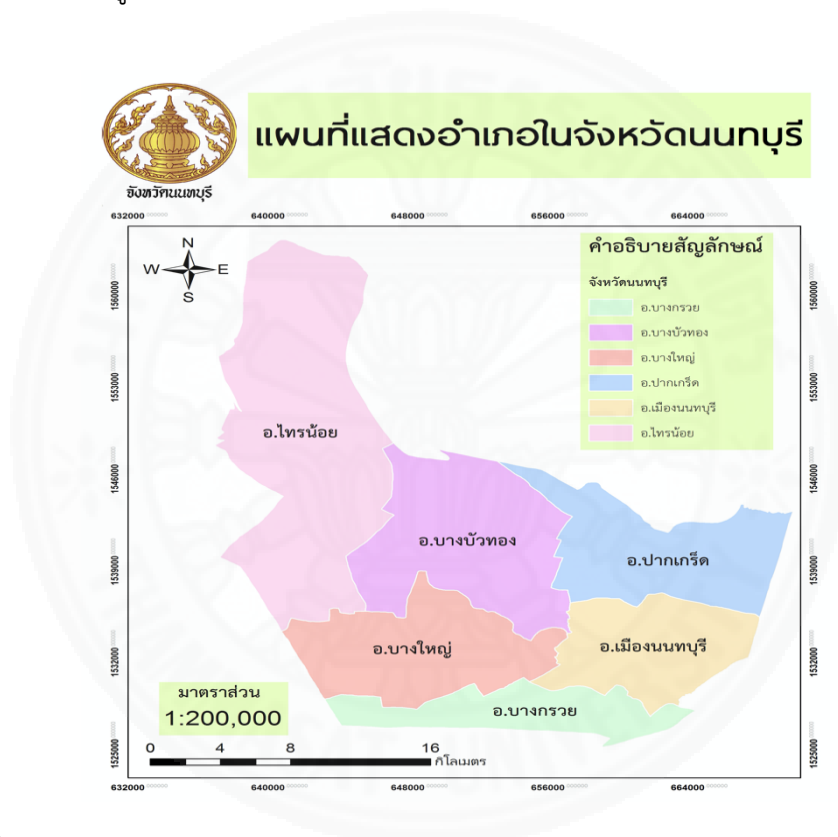 แผนที่แสดงอำเภอในจังหวัดนนทบุรี
จังหวัดนนทบุรี
632000 640000 648000 656000 664000
N
W E
S
คำอธิบายสัญลักษณ์
จังหวัดนนทบุรี
อ.บางกรวย
อ.บางบัวทอง
อ.บางใหญ่
อ.ปากเกร็ด
อ.เมืองนนทบุรี
อ.ไทรน้อย
1560000 1560000
1553000 1553000
1546000 1546000
1539000 1539000
1532000 1532000
1525000 1525000
อ.ไทรน้อย
อ.บางบัวทอง
อ.ปากเกร็ด
อ.บางใหญ่
อ.เมืองนนทบุรี
อ.บางกรวย
มาตราส่วน
1:200,000
0 4 8 16
กิโลเมตร
632000 640000 648000 656000 664000